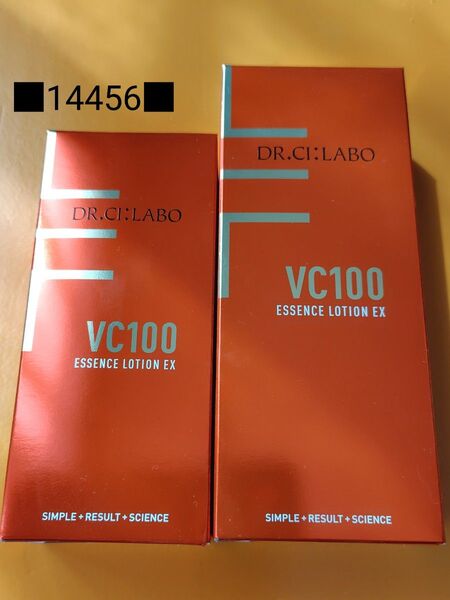 ■14456■
DR.CI:LABO
VC100
ESSENCE LOTION EX
SIMPLE+RESULT+SCIENCE
DR.CI:LABO
VC100
ESSENCE LOTION EX
SIMPLE+RESULT+SCIENCE